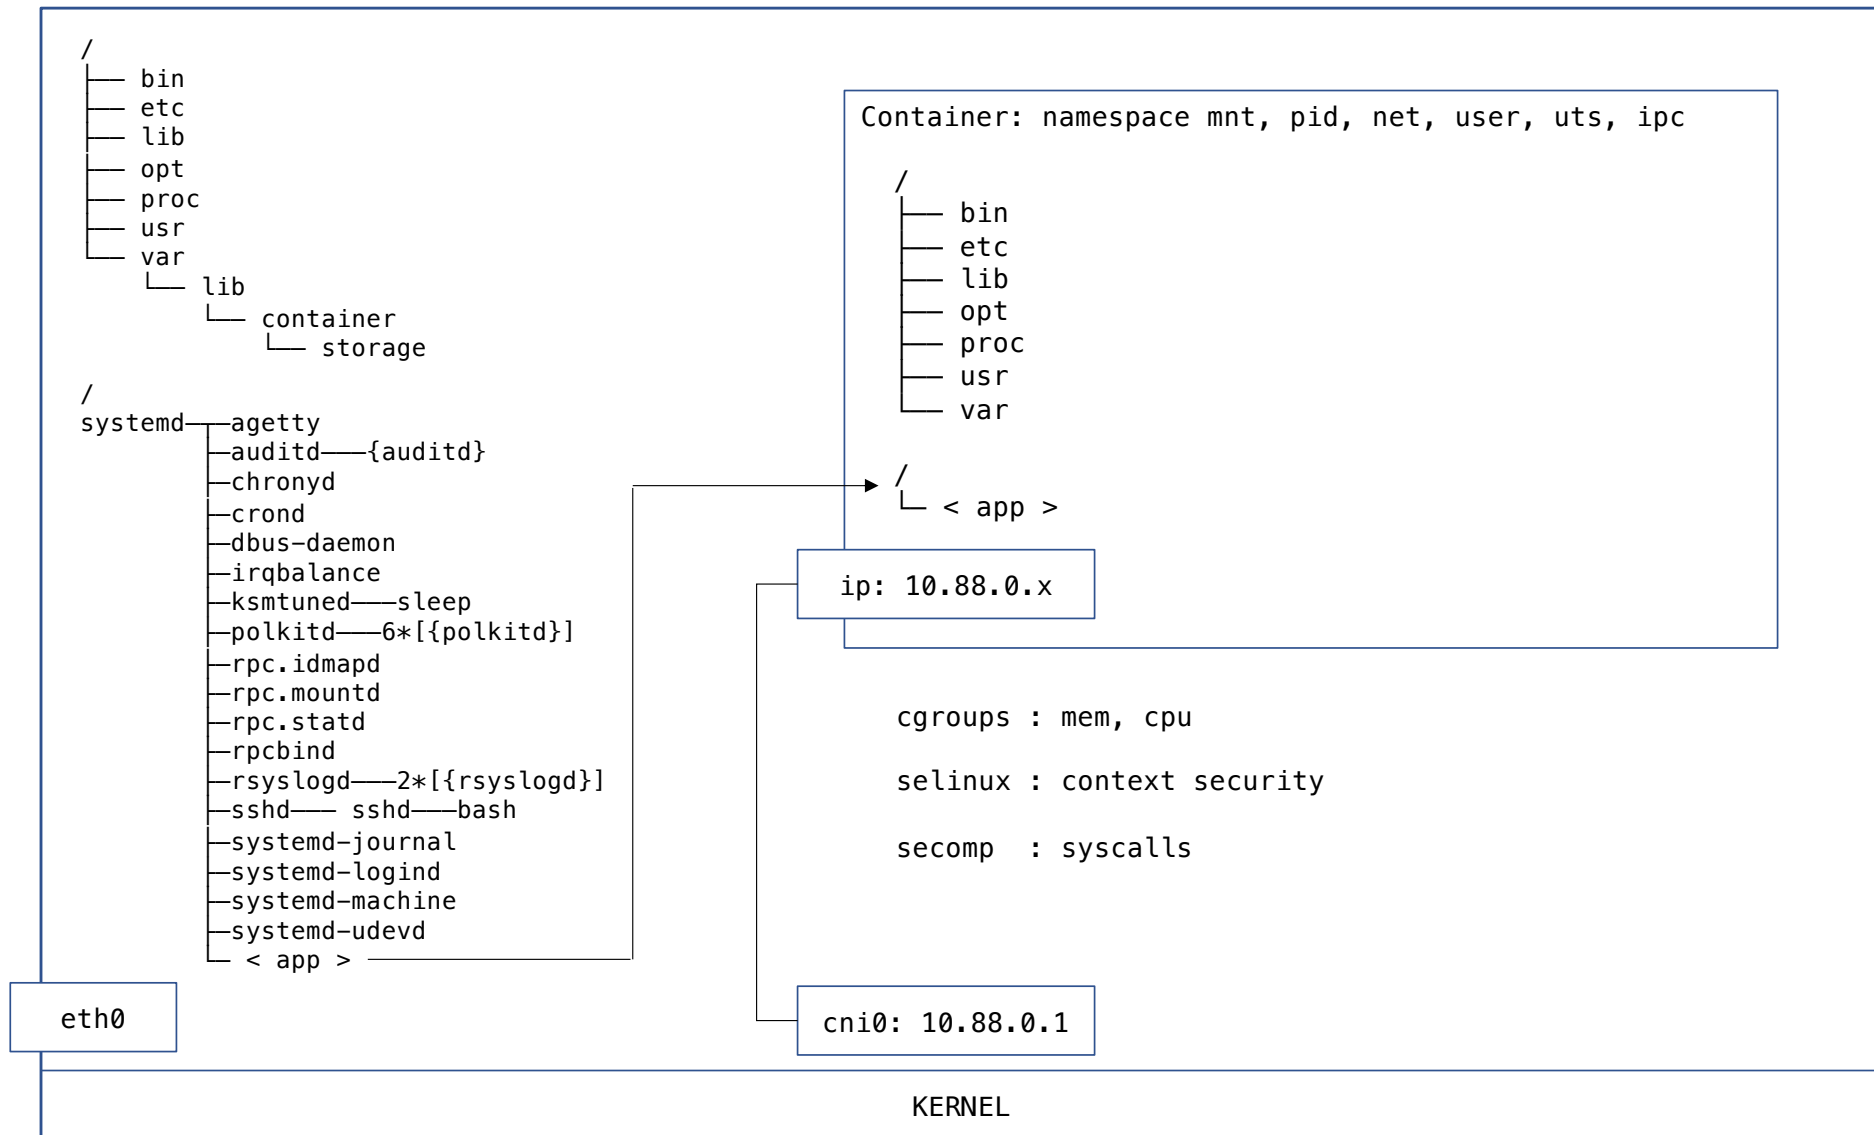 /
├── bin
├── etc
├── lib
├── opt
├── proc
├── usr
└── var
└── lib
└── container
└── storage
/
systemd─┬─agetty
├─auditd───{auditd}
├─chronyd
├─crond
├─dbus-daemon
├─irqbalance
├─ksmtuned───sleep
├─polkitd───6*[{polkitd}]
├─rpc.idmapd
├─rpc.mountd
├─rpc.statd
├─rpcbind
├─rsyslogd───2*[{rsyslogd}]
├─sshd─── sshd───bash
├─systemd-journal
├─systemd-logind
├─systemd-machine
├─systemd-udevd
└─ < app >
eth0
Container: namespace mnt, pid, net, user, uts, ipc
/
├── bin
├── etc
├── lib
├── opt
├── proc
├── usr
└── var
/
└─ < app >
ip: 10.88.0.x
cgroups : mem, cpu
selinux : context security
secomp  : syscalls
cni0: 10.88.0.1
KERNEL